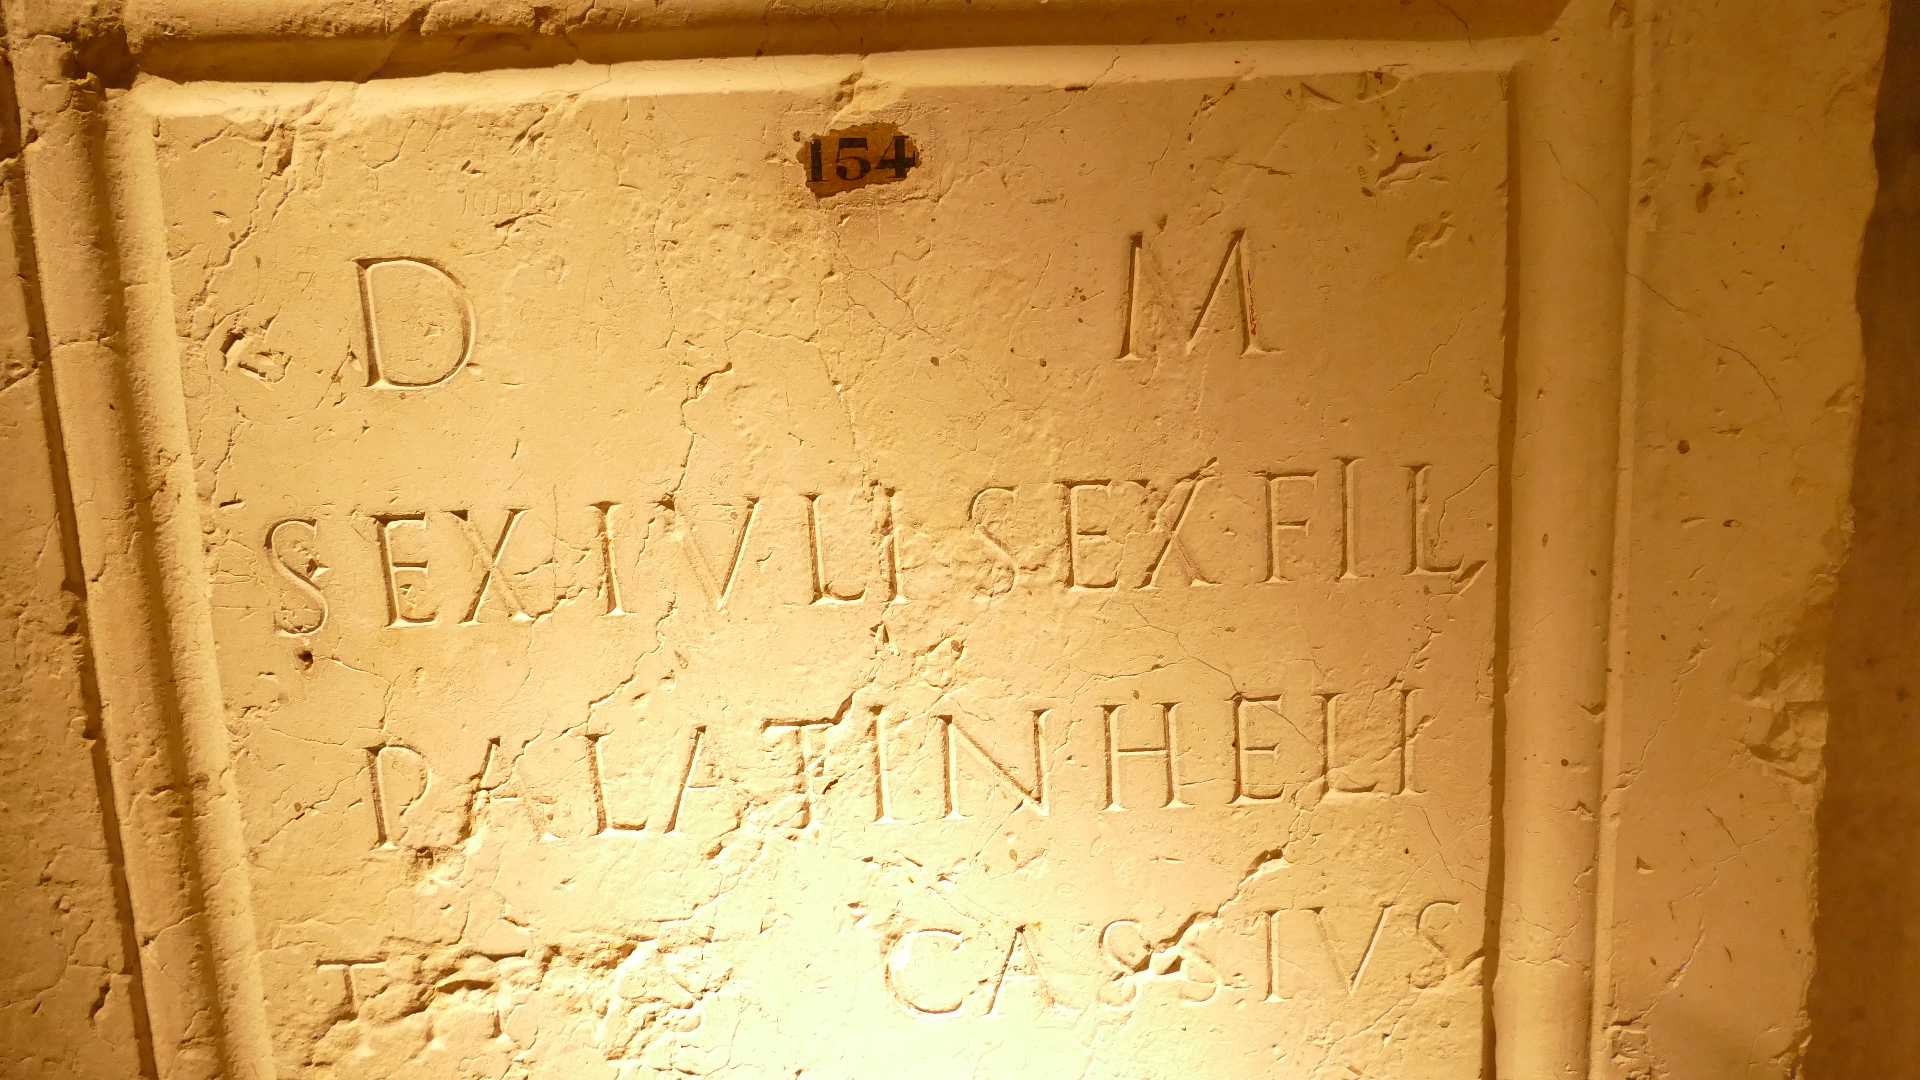 154
D M
SEX IVLI SEX FIL
PALATIN HELI
CASSIVS